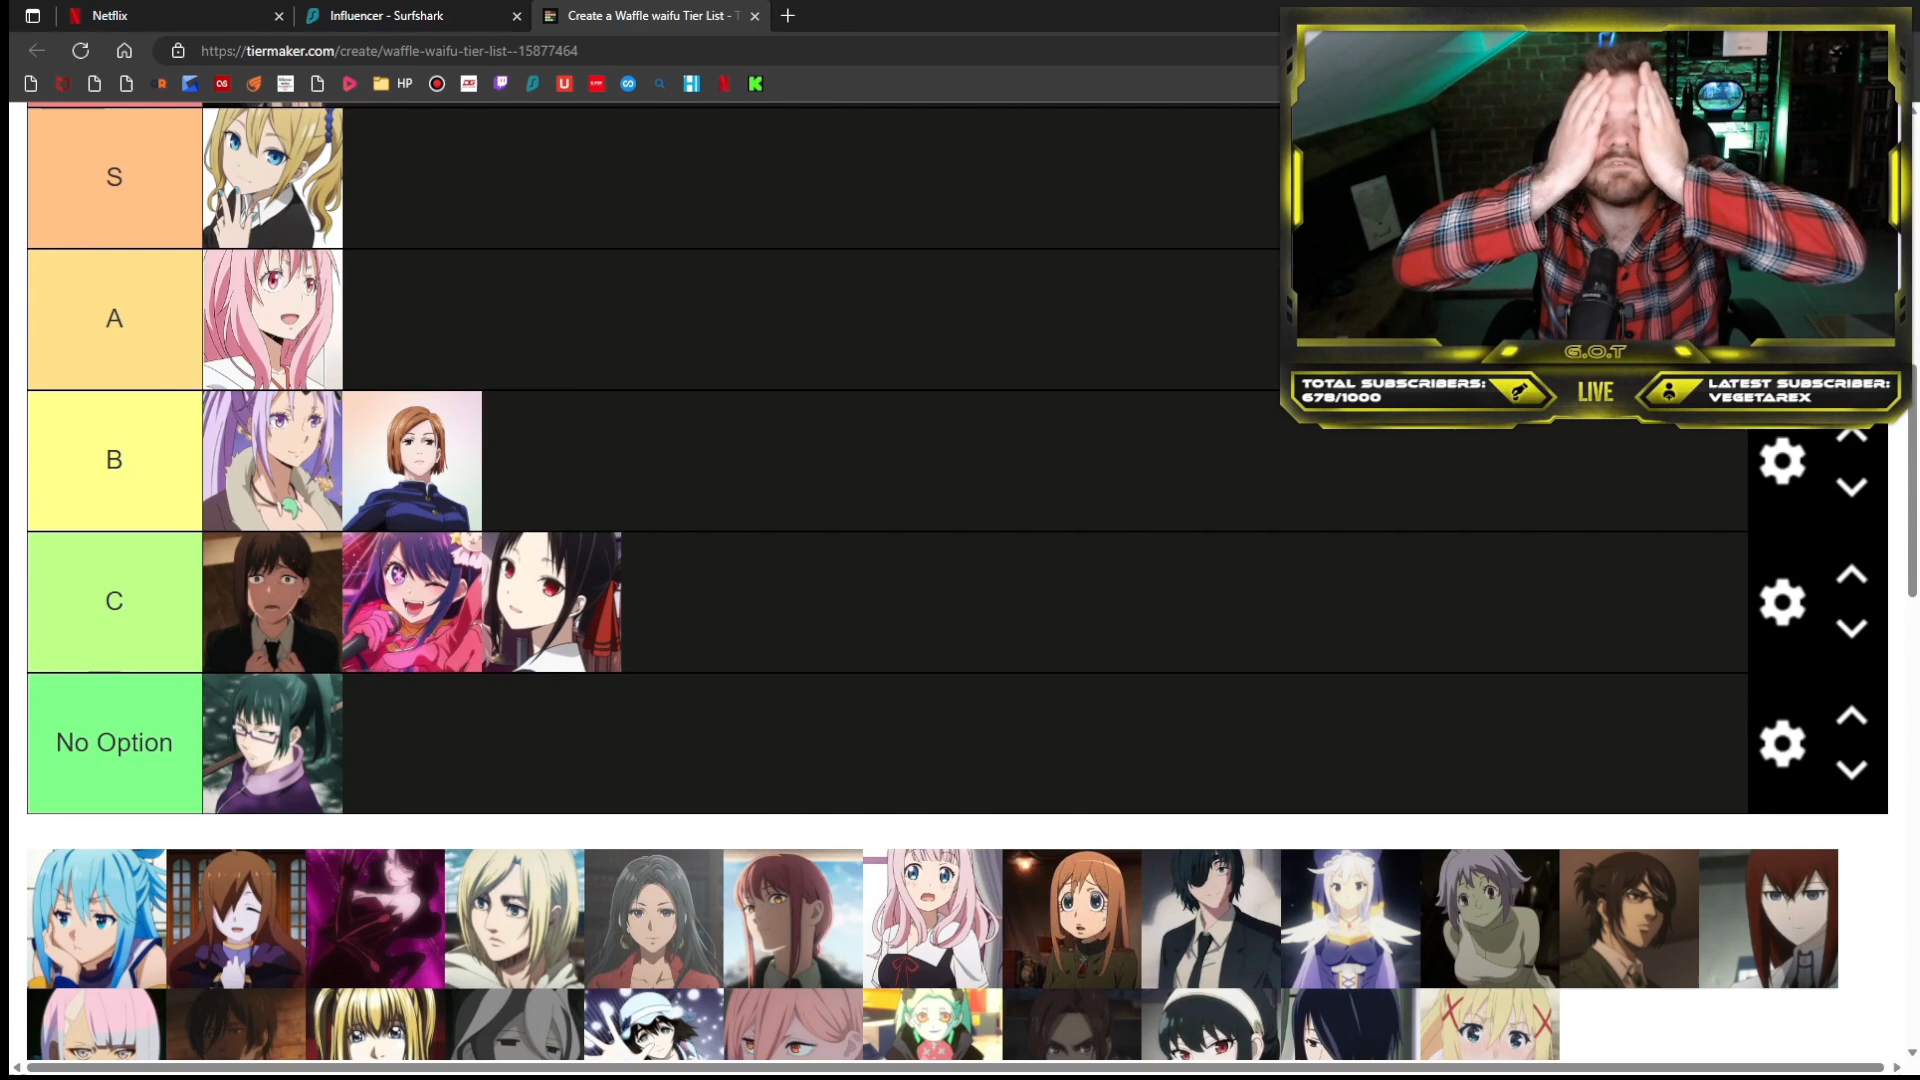 Netflix
Influencer - Surfshark
Create a Waffle waifu Tier List - T
https://tiermaker.com/create/waffle-waifu-tier-list--15877464
HP
S
A
B
C
No Option
G.O.T
TOTAL SUBSCRIBERS:
678/1000
LIVE
LATEST SUBSCRIBER:
VEGETAREX